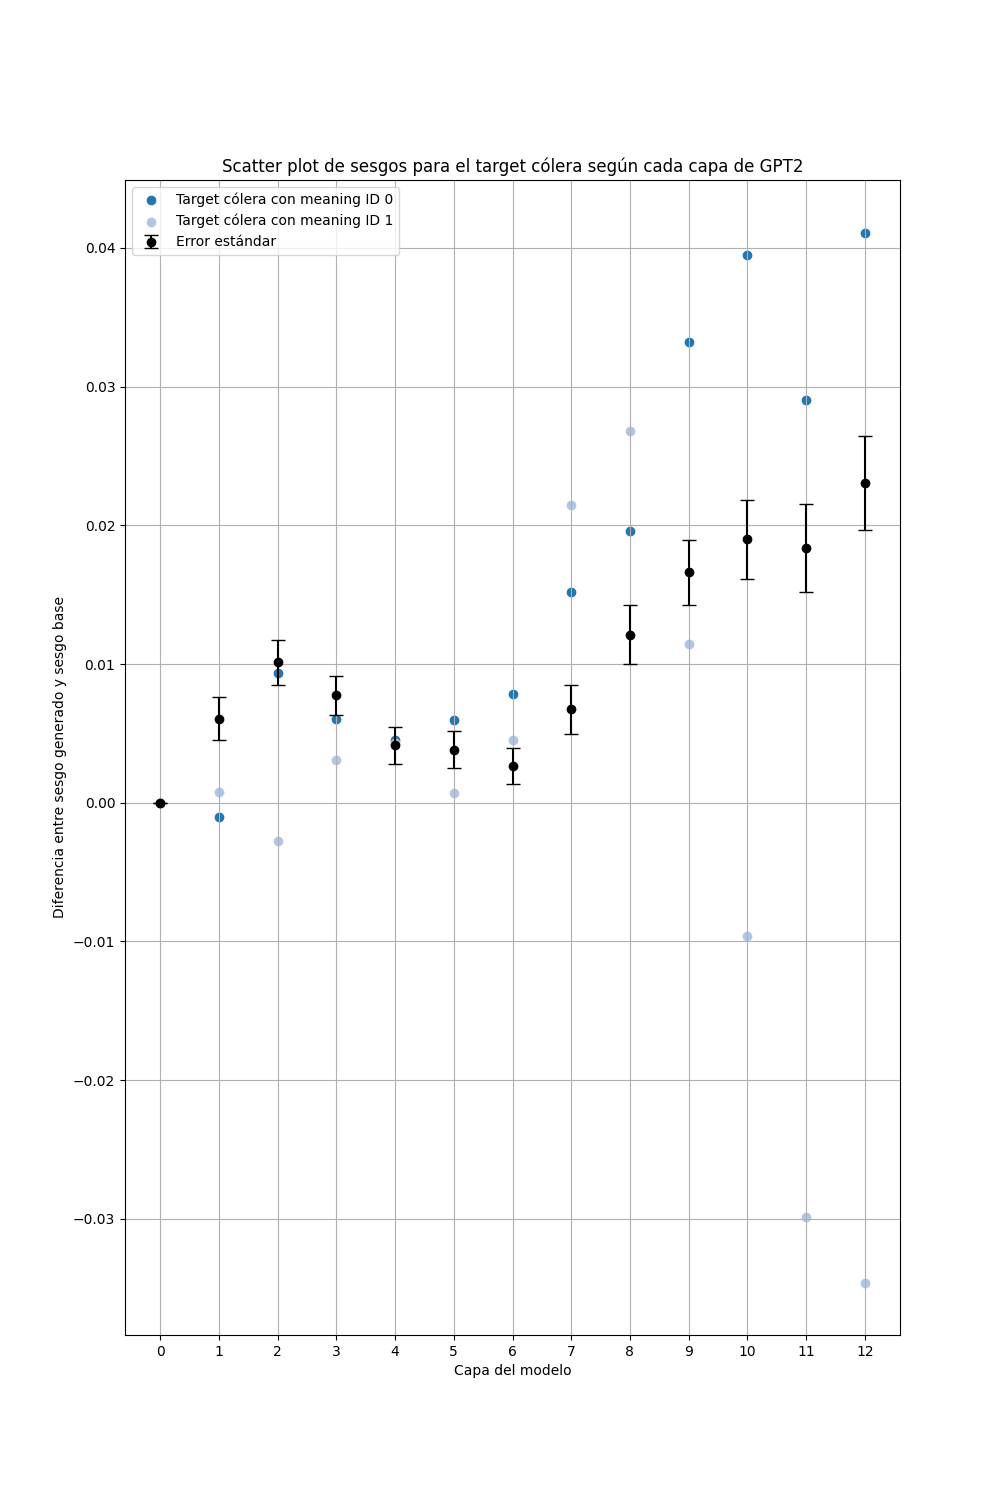 Scatter plot de sesgos para el target cólera según cada capa de GPT2
Target cólera con meaning ID 0
Target cólera con meaning ID 1
Error estándar
0.04
0.03
0.02
0.01
0.00
−0.01
−0.02
−0.03
Diferencia entre sesgo generado y sesgo base
0 1 2 3 4 5 6 7 8 9 10 11 12
Capa del modelo